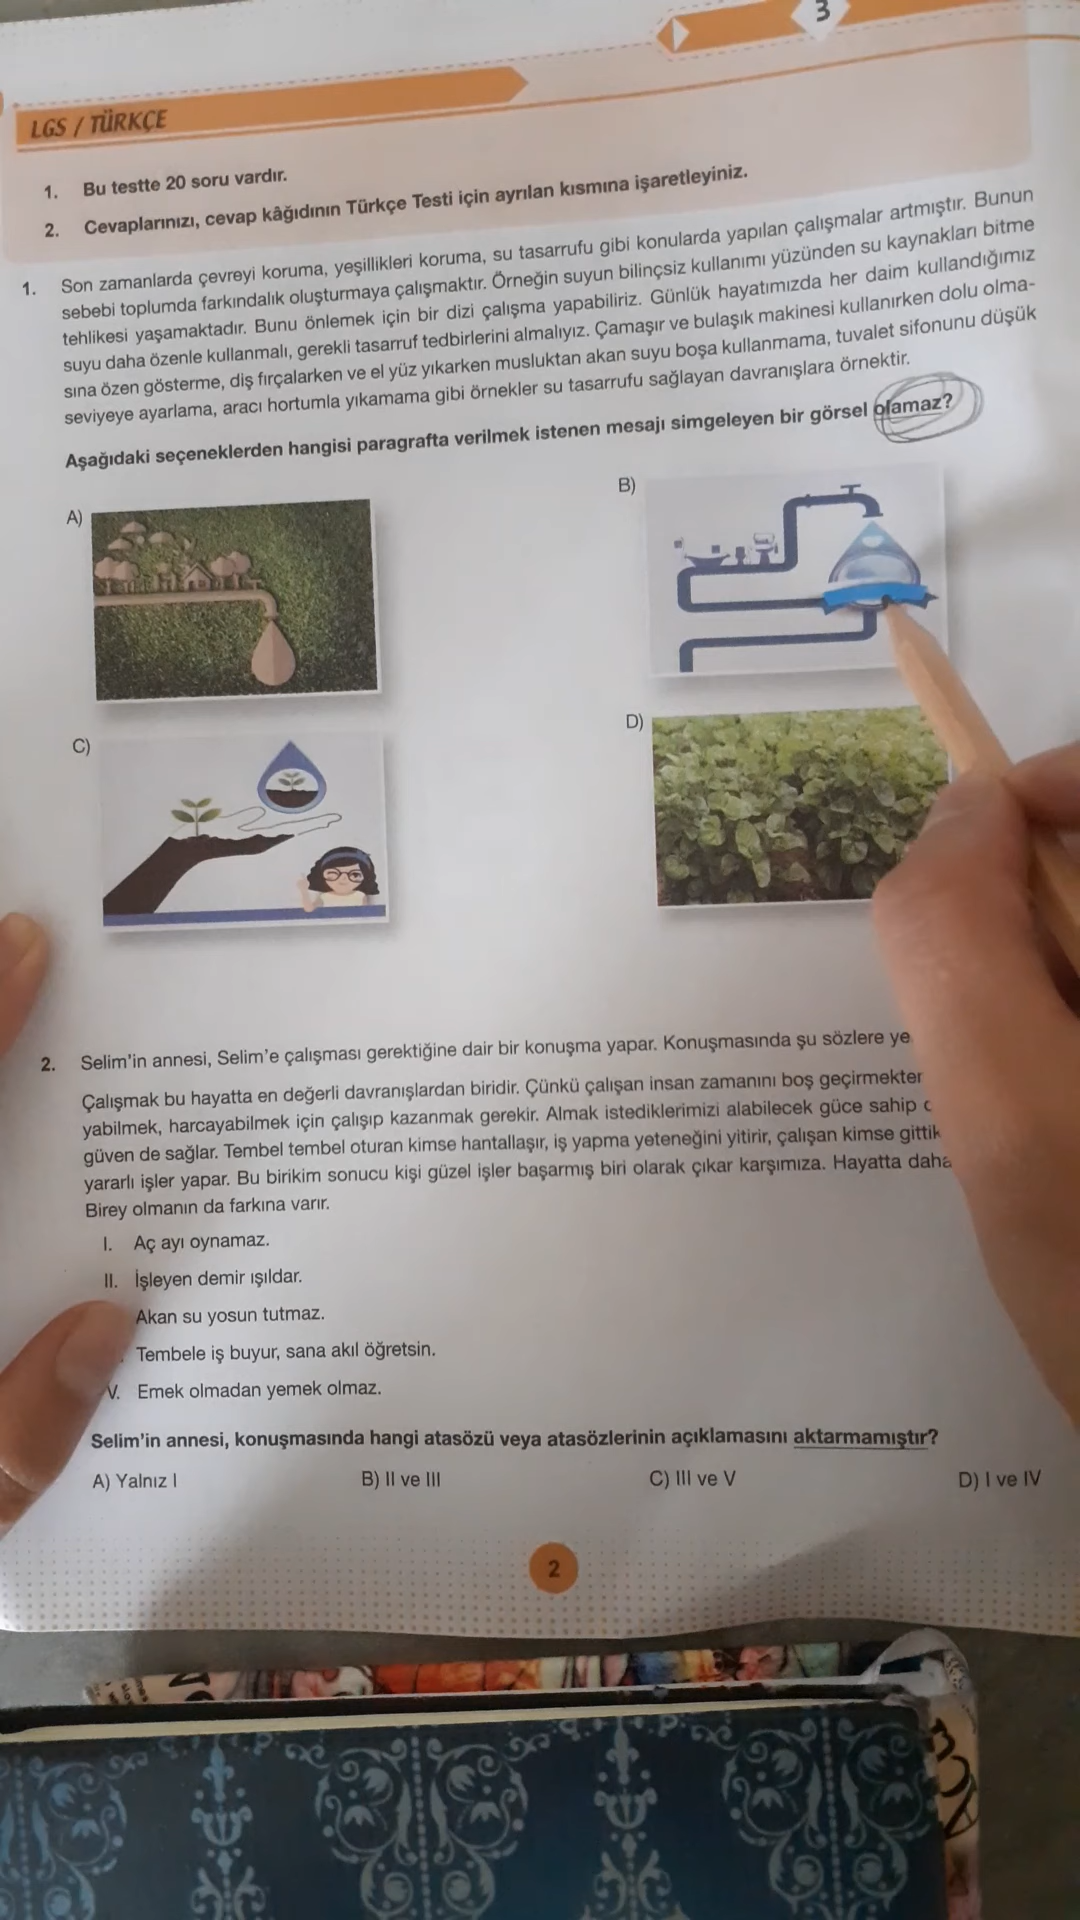 3
LGS / TÜRKÇE
1. Bu testte 20 soru vardır.
2. Cevaplarınızı, cevap kâğıdının Türkçe Testi için ayrılan kısmına işaretleyiniz.
1. Son zamanlarda çevreyi koruma, yeşillikleri koruma, su tasarrufu gibi konularda yapılan çalışmalar artmıştır. Bunun
sebebi toplumda farkındalık oluşturmaya çalışmaktır. Örneğin suyun bilinçsiz kullanımı yüzünden su kaynakları bitme
tehlikesi yaşamaktadır. Bunu önlemek için bir dizi çalışma yapabiliriz. Günlük hayatımızda her daim kullandığımız
suyu daha özenle kullanmalı, gerekli tasarruf tedbirlerini almalıyız. Çamaşır ve bulaşık makinesi kullanırken dolu olma-
sına özen gösterme, diş fırçalarken ve el yüz yıkarken musluktan akan suyu boşa kullanmama, tuvalet sifonunu düşük
seviyeye ayarlama, aracı hortumla yıkamama gibi örnekler su tasarrufu sağlayan davranışlara örnektir.
Aşağıdaki seçeneklerden hangisi paragrafta verilmek istenen mesajı simgeleyen bir görsel olamaz?
A)
B)
C)
D)
2. Selim'in annesi, Selim'e çalışması gerektiğine dair bir konuşma yapar. Konuşmasında şu sözlere ye
Çalışmak bu hayatta en değerli davranışlardan biridir. Çünkü çalışan insan zamanını boş geçirmekter
yabilmek, harcayabilmek için çalışıp kazanmak gerekir. Almak istediklerimizi alabilecek güce sahip
güven de sağlar. Tembel tembel oturan kimse hantallaşır, iş yapma yeteneğini yitirir, çalışan kimse gittik
yararlı işler yapar. Bu birikim sonucu kişi güzel işler başarmış biri olarak çıkar karşımıza. Hayatta daha
Birey olmanın da farkına varır.
I. Aç ayı oynamaz.
II. İşleyen demir ışıldar.
Akan su yosun tutmaz.
Tembele iş buyur, sana akıl öğretsin.
V. Emek olmadan yemek olmaz.
Selim'in annesi, konuşmasında hangi atasözü veya atasözlerinin açıklamasını aktarmamıştır?
A) Yalnız I B) II ve III C) III ve V D) I ve IV
2